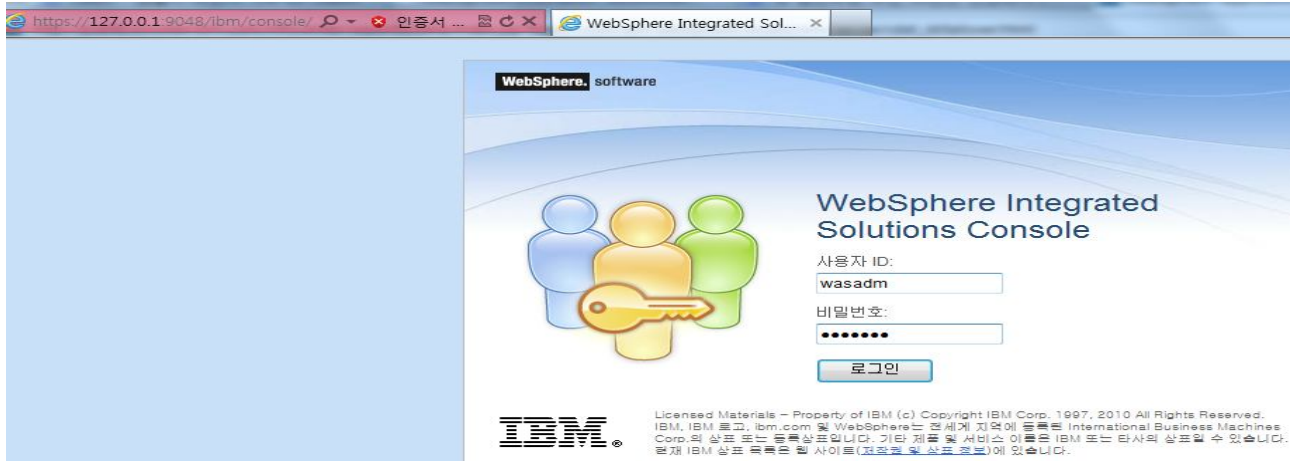 https://127.0.0.1:9048/ibm/console/ 인증서 ... WebSphere Integrated Sol...
WebSphere. software
WebSphere Integrated
Solutions Console
사용자 ID:
wasadm
비밀번호:
●●●●●●●
로그인
IBM.
Licensed Materials – Property of IBM (c) Copyright IBM Corp. 1997, 2010 All Rights Reserved.
IBM, IBM 로고, ibm.com 및 WebSphere는 전세계 지역에 등록된 International Business Machines
Corp.의 상표 또는 등록상표입니다. 기타 제품 및 서비스 이름은 IBM 또는 타사의 상표일 수 있습니다.
현재 IBM 상표 목록은 웹 사이트(저작권 및 상표 정보)에 있습니다.